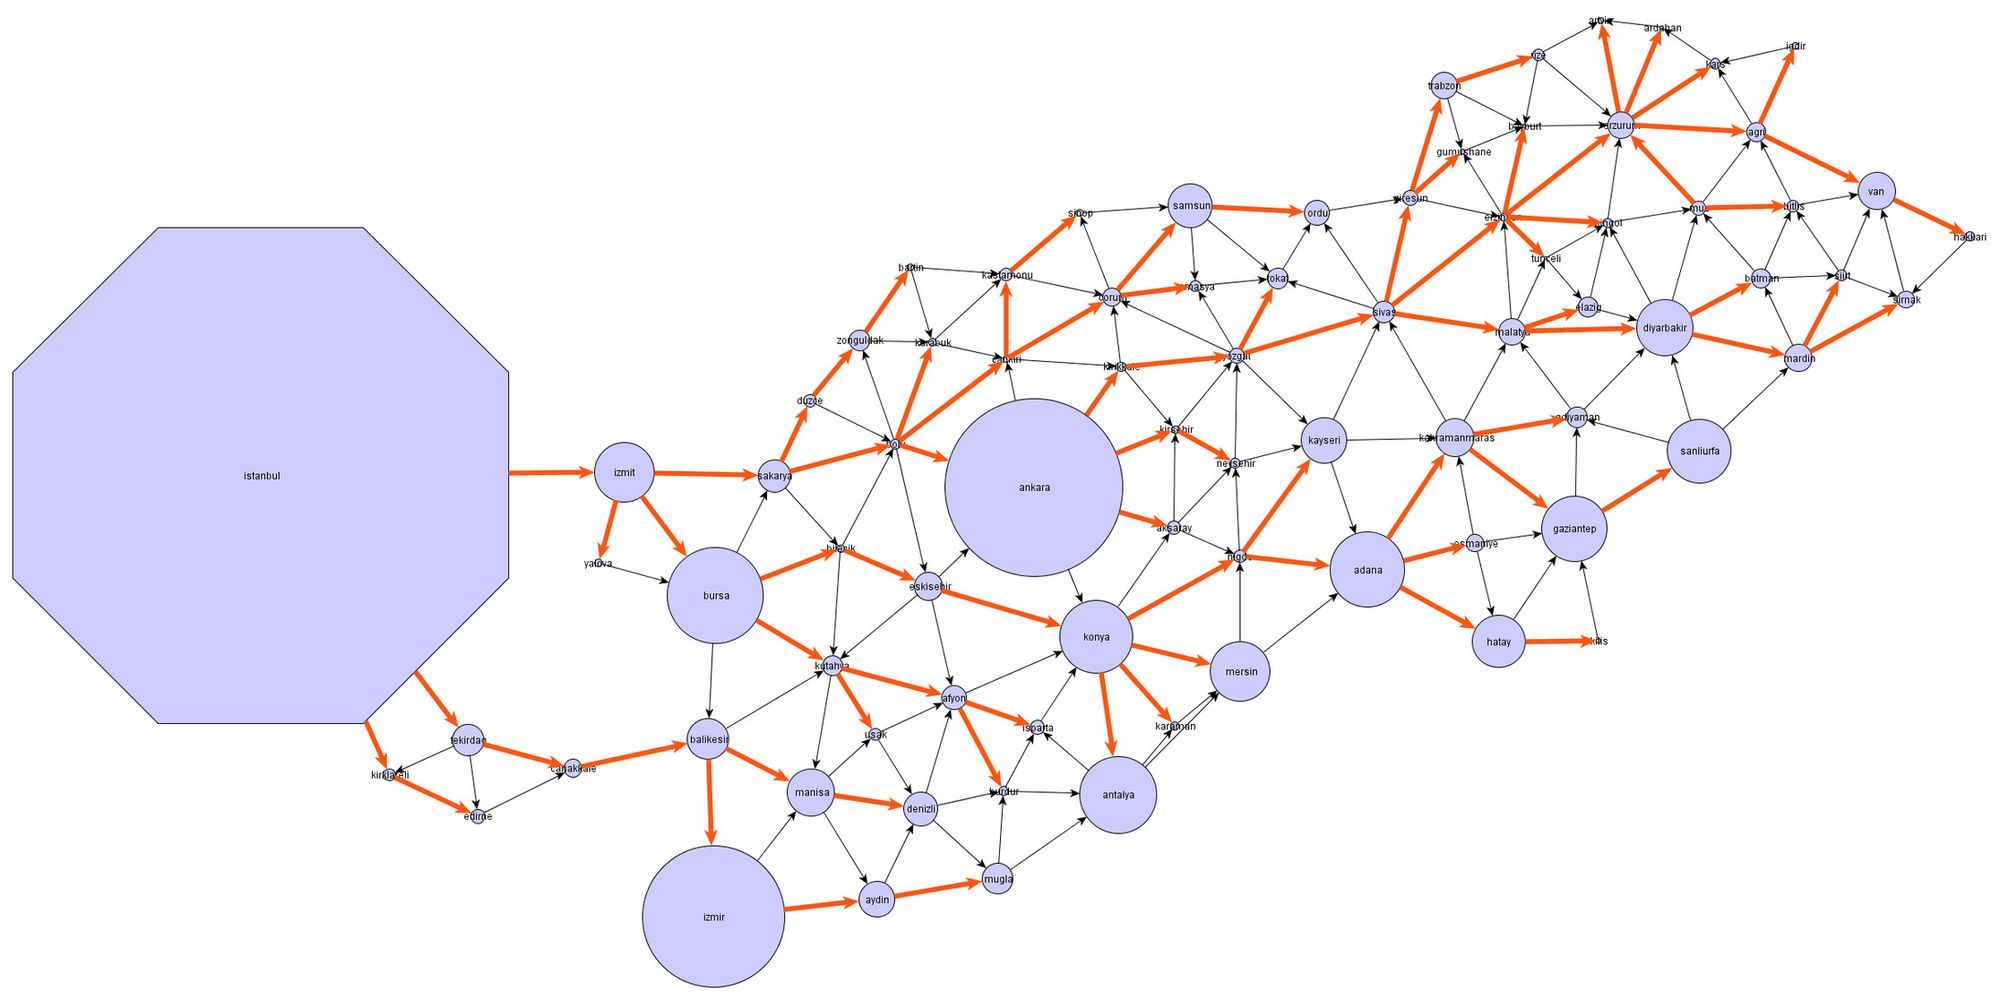 artvin
ardahan
igdir
rize
kars
trabzon
bayburt
erzurum
agri
gumushane
van
giresun
mus
bitlis
sinop
samsun
ordu
erzincan
bingol
hakkari
tunceli
bartin
kastamonu
tokat
batman
siirt
amasya
corum
sirnak
elazig
sivas
diyarbakir
malatya
zonguldak
karabuk
yozgat
cankiri
mardin
kirikkale
duzce
adiyaman
kirsehir
kayseri
kahramanmaras
bolu
sanliurfa
nevsehir
istanbul
izmit
sakarya
ankara
aksaray
gaziantep
osmaniye
bilecik
nigde
yalova
adana
eskisehir
bursa
konya
hatay
kilis
kutahya
mersin
afyon
karaman
isparta
usak
tekirdag
balikesir
canakkale
kirklareli
manisa
burdur
antalya
denizli
edirne
mugla
aydin
izmir